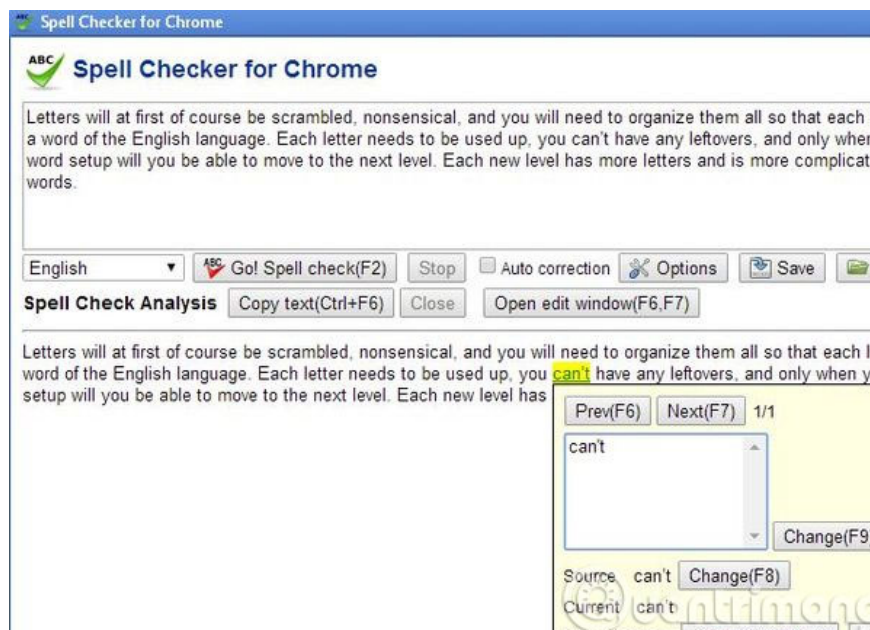 Spell Checker for Chrome
ABC Spell Checker for Chrome
Letters will at first of course be scrambled, nonsensical, and you will need to organize them all so that each
a word of the English language. Each letter needs to be used up, you can't have any leftovers, and only when
word setup will you be able to move to the next level. Each new level has more letters and is more complicat
words.
English ABC Go! Spell check(F2) Stop Auto correction Options Save
Spell Check Analysis Copy text(Ctrl+F6) Close Open edit window(F6,F7)
Letters will at first of course be scrambled, nonsensical, and you will need to organize them all so that each l
word of the English language. Each letter needs to be used up, you can't have any leftovers, and only when y
setup will you be able to move to the next level. Each new level has
Prev(F6) Next(F7) 1/1
can't
Change(F9
Source can't Change(F8)
Current can't